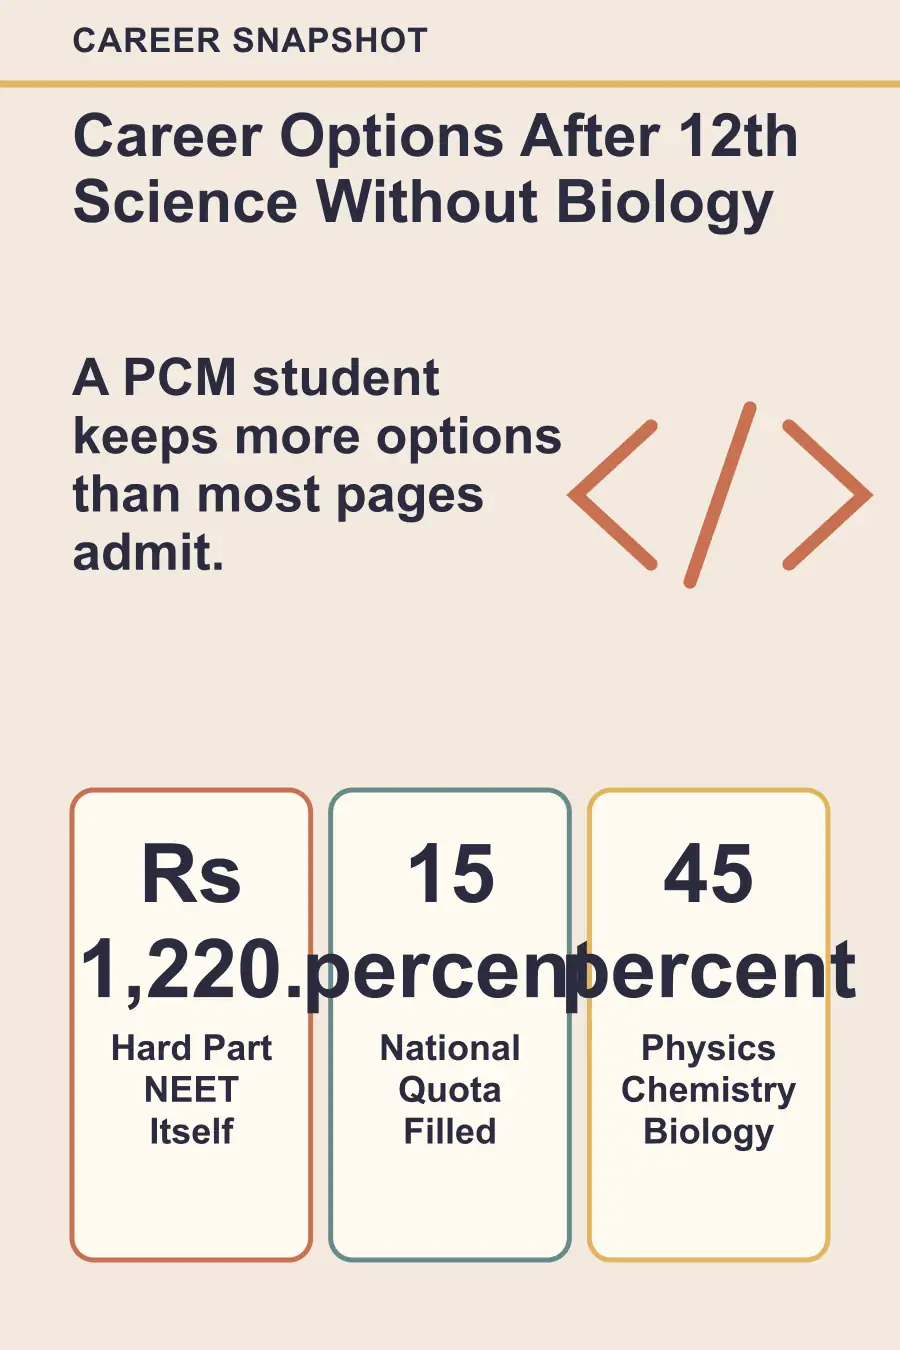 CAREER SNAPSHOT
Career Options After 12th
Science Without Biology
A PCM student
keeps more options
than most pages
admit.
Rs
1,220.
Hard Part
NEET
Itself
15
percent
National
Quota
Filled
45
percent
Physics
Chemistry
Biology